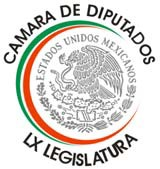 CAMARA DE DIPUTADOS
ESTADOS UNIDOS MEXICANOS
LX LEGISLATURA